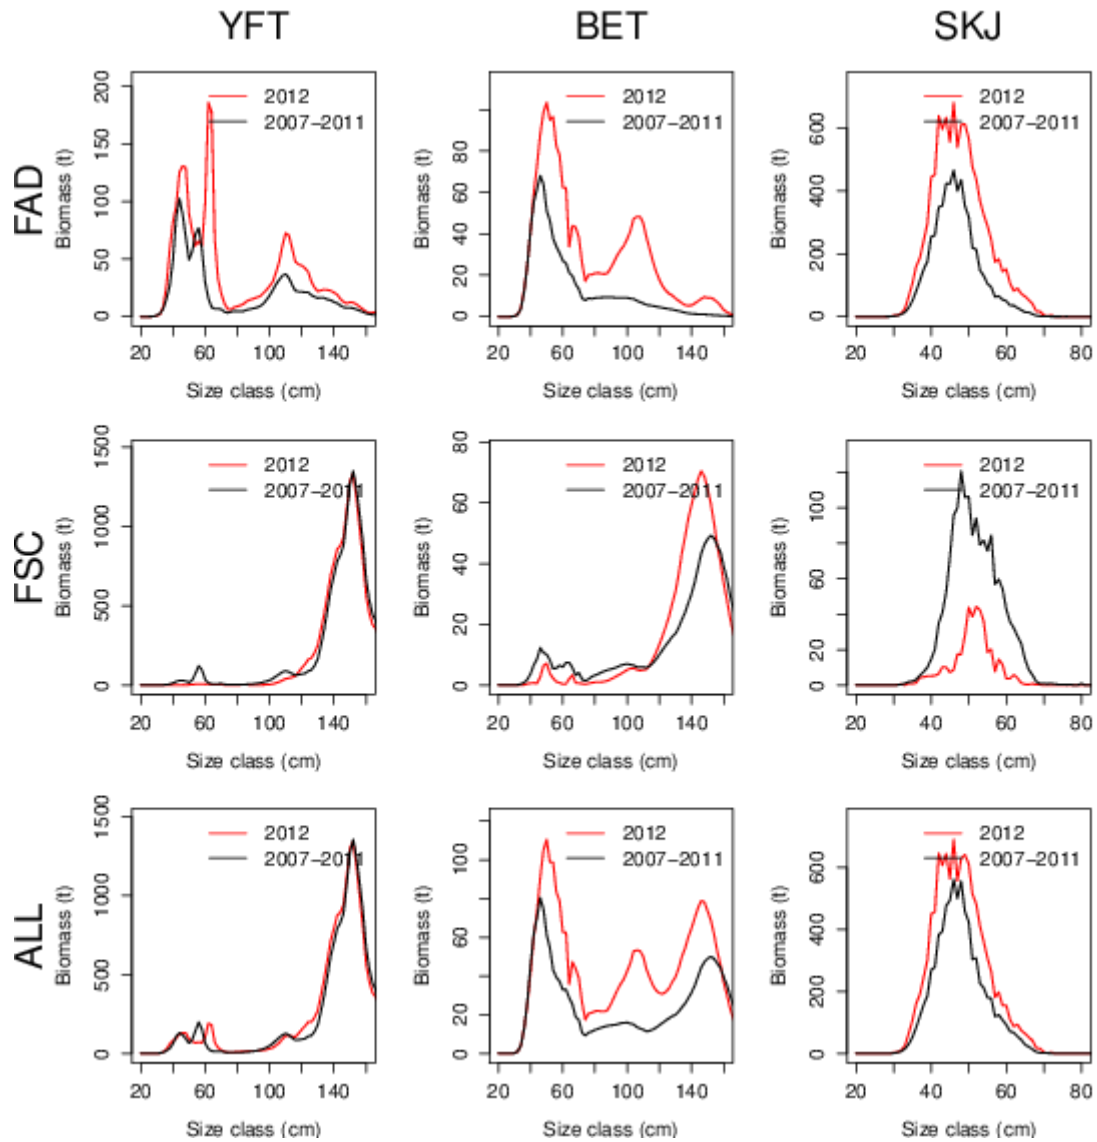 YFT BET SKJ
FAD
Biomass (t)
0 50 100 150 200
2012
2007−2011
20 60 100 140
Size class (cm)
Biomass (t)
0 20 40 60 80
2012
2007−2011
20 60 100 140
Size class (cm)
Biomass (t)
0 200 400 600
2012
2007−2011
20 40 60 80
Size class (cm)
FSC
Biomass (t)
0 500 1000 1500
2012
2007−2011
20 60 100 140
Size class (cm)
Biomass (t)
0 20 40 60 80
2012
2007−2011
20 60 100 140
Size class (cm)
Biomass (t)
0 20 60 100
2012
2007−2011
20 40 60 80
Size class (cm)
ALL
Biomass (t)
0 500 1000 1500
2012
2007−2011
20 60 100 140
Size class (cm)
Biomass (t)
0 20 60 100
2012
2007−2011
20 60 100 140
Size class (cm)
Biomass (t)
0 200 400 600
2012
2007−2011
20 40 60 80
Size class (cm)